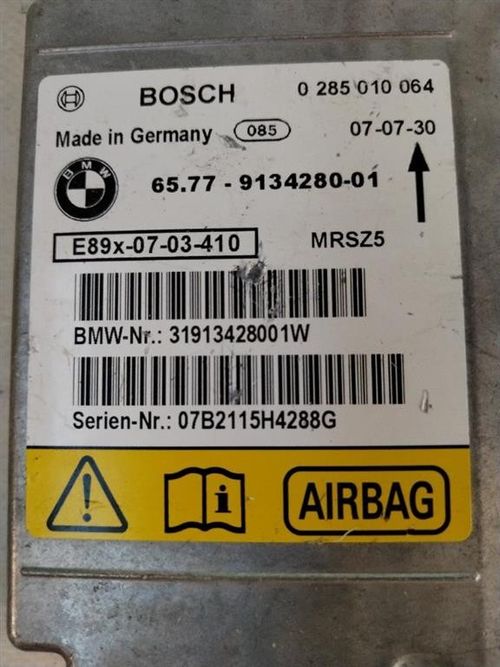 BOSCH 0 285 010 064
Made in Germany 085 07-07-30
BMW 65.77 - 9134280-01
E89x-07-03-410 MRSZ5
BMW-Nr.: 31913428001W
Serien-Nr.: 07B2115H4288G
AIRBAG